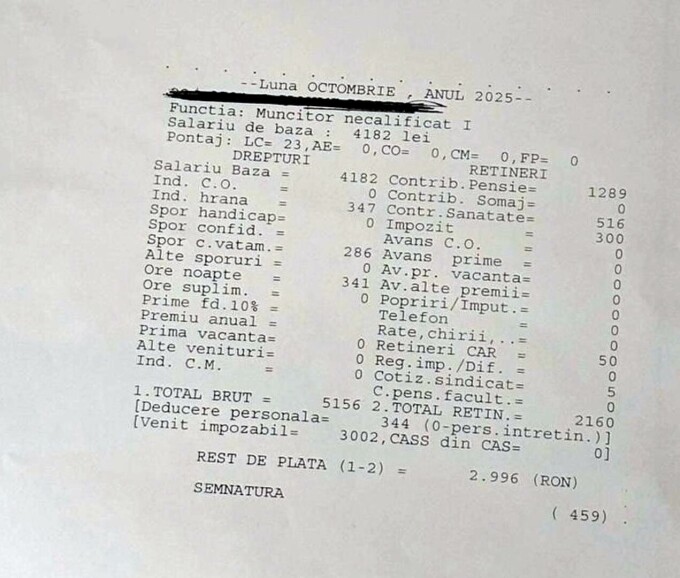 --Luna OCTOMBRIE , ANUL 2025--
Functia: Muncitor necalificat I
Salariu de baza : 4182 lei
Pontaj: LC= 23,AE= 0,CO= 0,CM= 0,FP= 0
DREPTURI RETINERI
Salariu Baza = 4182 Contrib.Pensie= 1289
Ind. C.O. = 0 Contrib. Somaj= 0
Ind. hrana = 347 Contr.Sanatate= 516
Spor handicap= 0 Impozit = 300
Spor confid. = Avans C.O. = 0
Spor c.vatam.= 286 Avans prime = 0
Alte sporuri = 0 Av.pr. vacanta= 0
Ore noapte = 341 Av.alte premii= 0
Ore suplim. = 0 Popriri/Imput.= 0
Prime fd.10% = Telefon = 0
Premiu anual = Rate,chirii,..= 0
Prima vacanta= 0 Retineri CAR = 50
Alte venituri= 0 Reg.imp./Dif. = 0
Ind. C.M. = 0 Cotiz.sindicat= 5
C.pens.facult.= 0
1.TOTAL BRUT = 5156 2.TOTAL RETIN.= 2160
[Deducere personala= 344 (0-pers.intretin.)]
[Venit impozabil= 3002,CASS din CAS= 0]
REST DE PLATA (1-2) = 2.996 (RON)
SEMNATURA
( 459) .